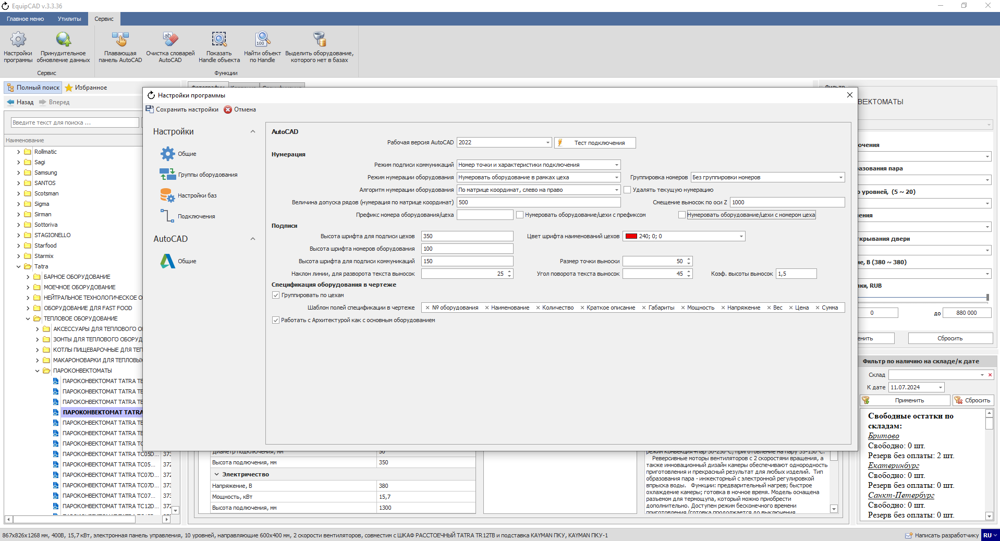 EquipCAD v.3.3.36
Главное меню Утилиты Сервис
Настройки программы
Принудительное обновление данных
Плавающая панель AutoCAD
Очистка словарей AutoCAD
Показать Handle объекта
Найти объект по Handle
Выделить оборудование, которого нет в базах
Сервис Функции
Полный поиск Избранное
Назад Вперед
Введите текст для поиска ...
Наименование
Rollmatic
Sagi
Samsung
SANTOS
Scotsman
Sigma
Sirman
Sottoriva
STAGIONELLO
Starfood
Starmix
Tatra
БАРНОЕ ОБОРУДОВАНИЕ
МОЕЧНОЕ ОБОРУДОВАНИЕ
НЕЙТРАЛЬНОЕ ТЕХНОЛОГИЧЕСКОЕ О
ОБОРУДОВАНИЕ ДЛЯ FAST FOOD
ТЕПЛОВОЕ ОБОРУДОВАНИЕ
АКСЕССУАРЫ ДЛЯ ТЕПЛОВОГО О
ЗОНТЫ ДЛЯ ТЕПЛОВОГО ОБОРУД
КОТЛЫ ПИЩЕВАРОЧНЫЕ ДЛЯ ТЕП
МАКАРОНОВАРКИ ДЛЯ ТЕПЛОВЫХ
ПАРОКОНВЕКТОМАТЫ
ПАРОКОНВЕКТОМАТ TATRA TE
ПАРОКОНВЕКТОМАТ TATRA TE
ПАРОКОНВЕКТОМАТ TATRA TE
ПАРОКОНВЕКТОМАТ TATRA
ПАРОКОНВЕКТОМАТ TATRA TE
ПАРОКОНВЕКТОМАТ TATRA TE
ПАРОКОНВЕКТОМАТ TATRA TC
ПАРОКОНВЕКТОМАТ TATRA TC05D... 373
ПАРОКОНВЕКТОМАТ TATRA TC05... 372
ПАРОКОНВЕКТОМАТ TATRA TC07D... 372
ПАРОКОНВЕКТОМАТ TATRA TC07D... 373
ПАРОКОНВЕКТОМАТ TATRA TC07... 373
ПАРОКОНВЕКТОМАТ TATRA TC12D... 372
Настройки программы
Сохранить настройки Отмена
Настройки
Общие
Группы оборудования
Настройки баз
Подключения
AutoCAD
Общие
AutoCAD
Рабочая версия AutoCAD 2022 Тест подключения
Нумерация
Режим подписи коммуникаций Номер точки и характеристики подключения
Режим нумерации оборудования Нумеровать оборудование в рамках цеха Группировка номеров Без группировки номеров
Алгоритм нумерации оборудования По матрице координат, слево на право Удалять текущую нумерацию
Величина допуска рядов (нумерация по матрице координат) 500 Смещение выносок по оси Z 1000
Префикс номера оборудования/цеха Нумеровать оборудование/цехи с префиксом Нумеровать оборудование/цехи с номером цеха
Подписи
Высота шрифта для подписи цехов 350 Цвет шрифта наименований цехов 240; 0; 0
Высота шрифта номеров оборудования 100
Высота шрифта для подписи коммуникаций 150 Размер точки выноски 50
Наклон линии, для разворота текста выносок 25 Угол поворота текста выносок 45 Коэф. высоты выносок 1,5
Спецификация оборудования в чертеже
Группировать по цехам
Шаблон полей спецификации в чертеже × № оборудования × Наименование × Количество × Краткое описание × Габариты × Мощность × Напряжение × Вес × Цена × Сумма
Работать с Архитектурой как с основным оборудованием
Диаметр подключения, мм 50
Высота подлючения, мм 350
Электричество
Напряжение, В 380
Мощность, кВт 15,7
Высота подлючения, мм 1300
режим конвекция+пар 30-250°C, приготовление на пару 35-130°C.
Реверсивные моторы вентиляторов с 2 скоростями вращения, а
также инновационный дизайн камеры обеспечивают однородность
приготовления и прекрасный результат для любых изделий. Тип
образования пара - инжекторный с электронной регулировкой
впрыска воды. Функции: предварительный нагрев; быстрое
охлаждение камеры; готовка в ночное время. Модель оснащена
разъемом для термощупа, который можно приобрести
дополнительно. Доступен режим бесконечного времени
приготовления (готовка продолжается до выключения
Фильтр
ВЕКТОМАТЫ
ючения
разования пара
о уровней, (5 ~ 20)
ения
ткрывания двери
ие, В (380 ~ 380)
лки, RUB
0 до 880 000
енить Сбросить
Фильтр по наличию на складе/к дате
Склад
К дате 11.07.2024
Применить Сбросить
Свободные остатки по
складам:
Бритово
Свободно: 0 шт.
Резерв без оплаты: 2 шт.
Екатеринбург
Свободно: 0 шт.
Резерв без оплаты: 0 шт.
Санкт-Петербург
Свободно: 0 шт.
Резерв без оплаты: 0 шт.
867x826x1268 мм, 400В, 15,7 кВт, электронная панель управления, 10 уровней, направляющие 600x400 мм, 2 скорости вентиляторов, совместим с ШКАФ РАССТОЕЧНЫЙ TATRA TR12TB и подставка KAYMAN ПКУ, KAYMAN ПКУ-1
Написать разработчику RU